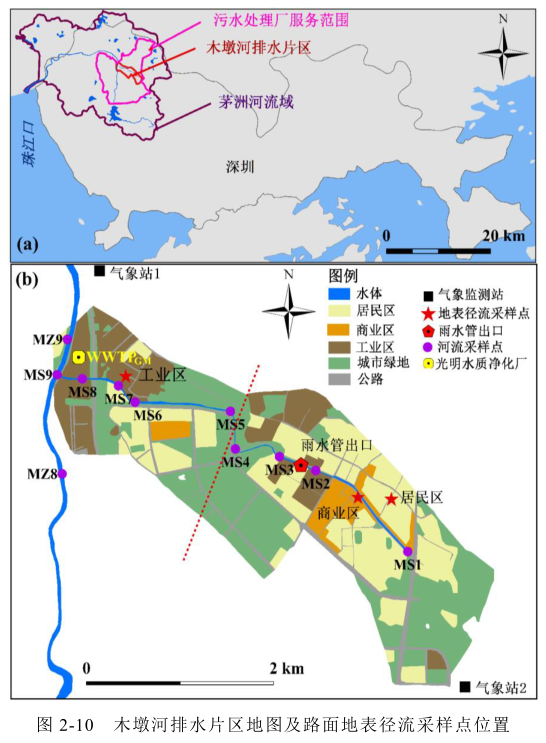 污水处理厂服务范围
木墩河排水片区
茅洲河流域
珠江口
深圳
N
(a)
0
20 km
(b)
气象站1
N
图例
水体
居民区
商业区
工业区
城市绿地
公路
气象监测站
地表径流采样点
雨水管出口
河流采样点
光明水质净化厂
MZ9
WWTPGM
MS9
MS8
工业区
MS7
MS6
MS5
MS4
雨水管出口
MS3
MS2
MZ8
商业区
居民区
MS1
0
2 km
气象站2
图 2-10 木墩河排水片区地图及路面地表径流采样点位置